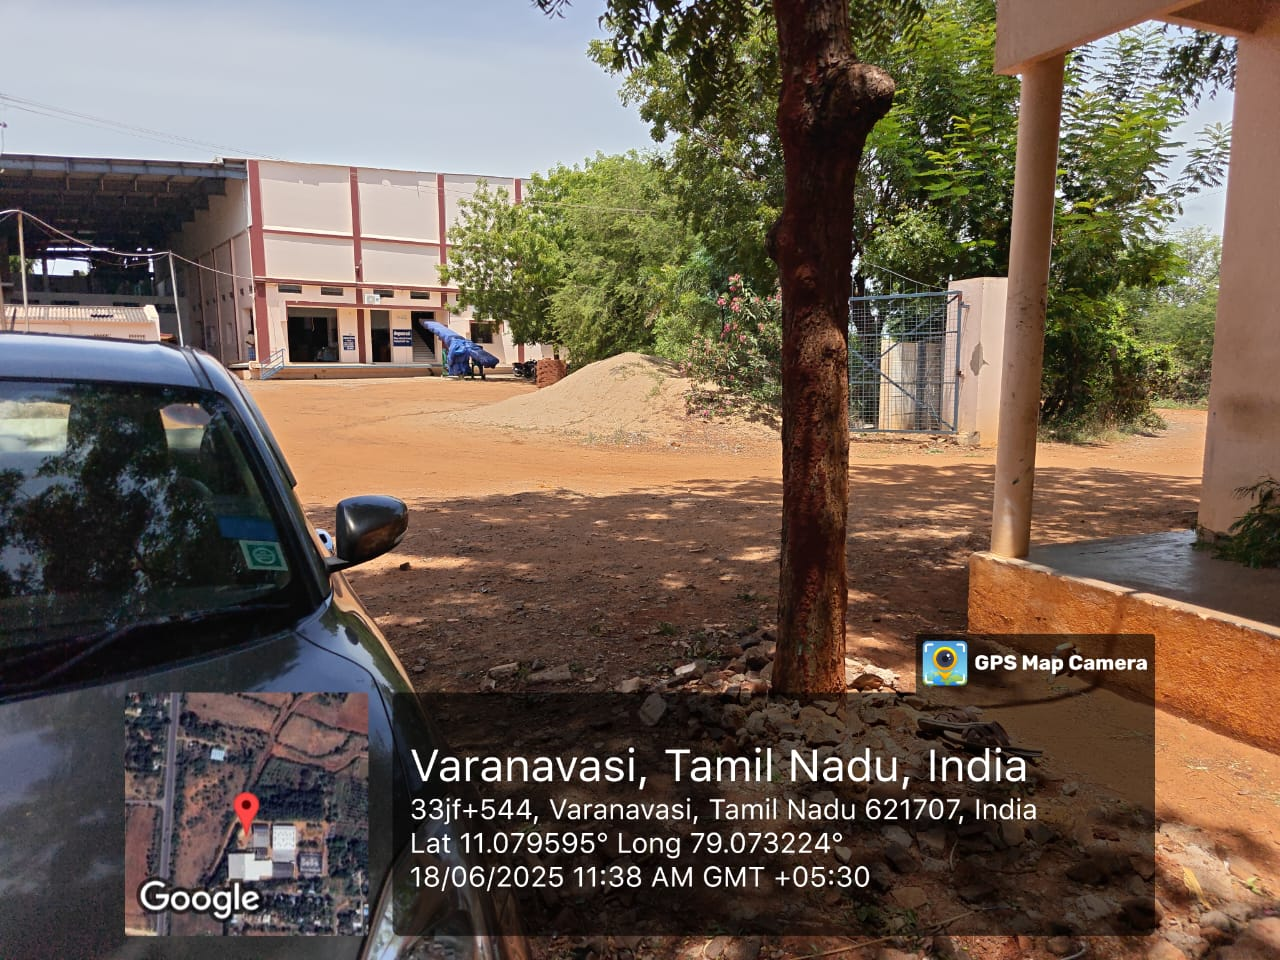 GPS Map Camera
Varanavasi, Tamil Nadu, India
33jf+544, Varanavasi, Tamil Nadu 621707, India
Lat 11.079595° Long 79.073224°
18/06/2025 11:38 AM GMT +05:30
Google